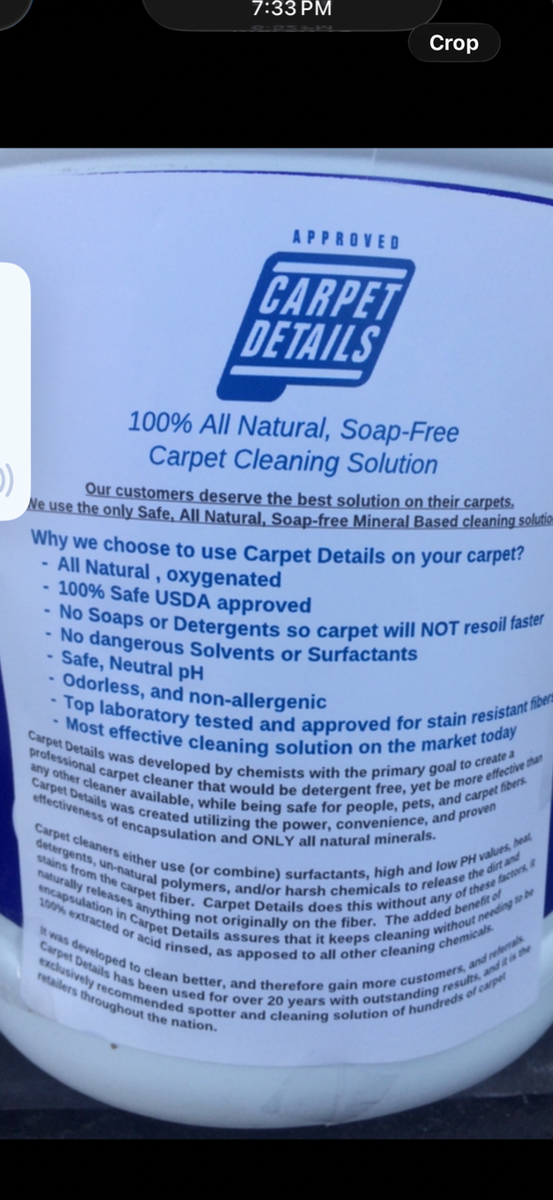 7:33 PM
Crop
APPROVED
CARPET
DETAILS
100% All Natural, Soap-Free
Carpet Cleaning Solution
Our customers deserve the best solution on their carpets.
We use the only Safe, All Natural, Soap-free Mineral Based cleaning solution
Why we choose to use Carpet Details on your carpet?
- All Natural , oxygenated
- 100% Safe USDA approved
- No Soaps or Detergents so carpet will NOT resoil faster
- No dangerous Solvents or Surfactants
- Safe, Neutral pH
- Odorless, and non-allergenic
- Top laboratory tested and approved for stain resistant fibers
- Most effective cleaning solution on the market today
Carpet Details was developed by chemists with the primary goal to create a
professional carpet cleaner that would be detergent free, yet be more effective than
any other cleaner available, while being safe for people, pets, and carpet fibers.
Carpet Details was created utilizing the power, convenience, and proven
effectiveness of encapsulation and ONLY all natural minerals.
Carpet cleaners either use (or combine) surfactants, high and low PH values, heat,
detergents, un-natural polymers, and/or harsh chemicals to release the dirt and
stains from the carpet fiber. Carpet Details does this without any of these factors, it
naturally releases anything not originally on the fiber. The added benefit of
encapsulation in Carpet Details assures that it keeps cleaning without needing to be
100% extracted or acid rinsed, as apposed to all other cleaning chemicals.
It was developed to clean better, and therefore gain more customers, and referrals.
Carpet Details has been used for over 20 years with outstanding results, and it is the
exclusively recommended spotter and cleaning solution of hundreds of carpet
retailers throughout the nation.